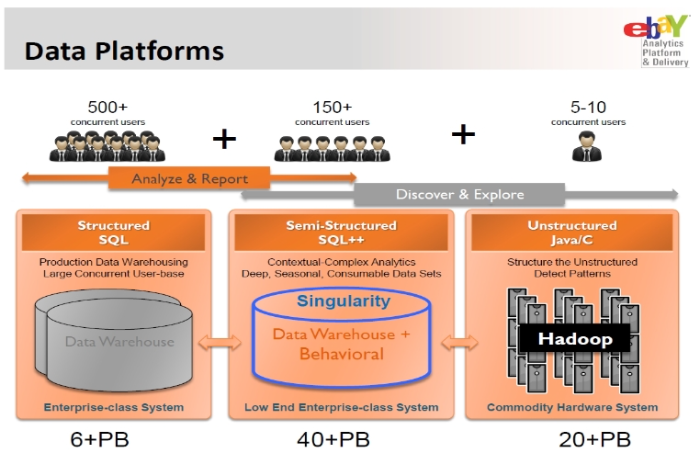 Data Platforms
ebaY
Analytics
Platform
& Delivery
500+
concurrent users
150+
concurrent users
5-10
concurrent users
+
+
Analyze & Report
Discover & Explore
Structured
SQL
Production Data Warehousing
Large Concurrent User-base
Data Warehouse
Enterprise-class System
6+PB
Semi-Structured
SQL++
Contextual-Complex Analytics
Deep, Seasonal, Consumable Data Sets
Singularity
Data Warehouse +
Behavioral
Low End Enterprise-class System
40+PB
Unstructured
Java/C
Structure the Unstructured
Detect Patterns
Hadoop
Commodity Hardware System
20+PB